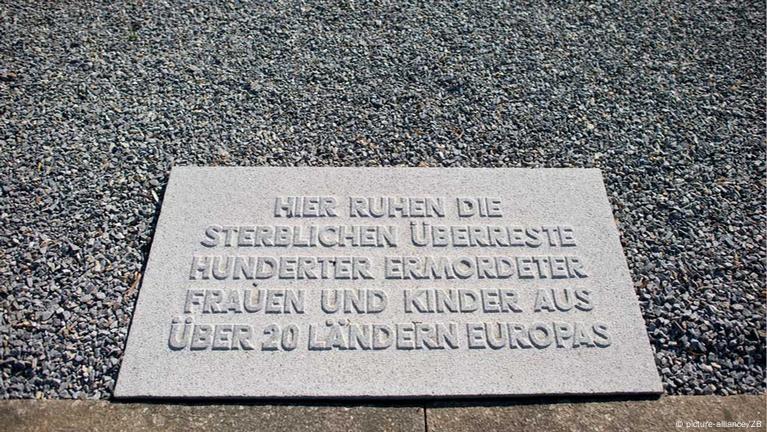 HIER RUHEN DIE
STERBLICHEN ÜBERRESTE
HUNDERTER ERMORDETER
FRAUEN UND KINDER AUS
ÜBER 20 LÄNDERN EUROPAS
© picture-alliance/ZB